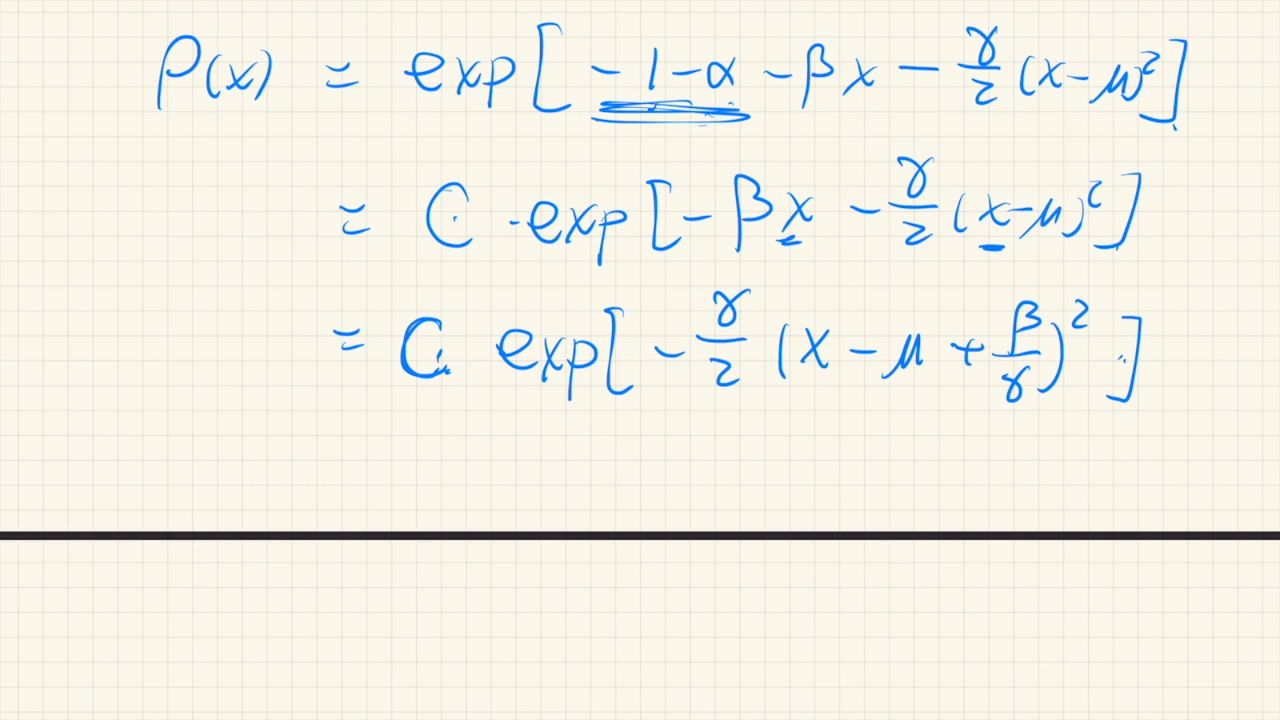 ρ(x) = exp[ -1-α -βx - γ/2 (x-μ)²]
= C · exp[-βx - γ/2 (x-μ)²]
= C exp[- γ/2 (x-μ + β/γ)² ]